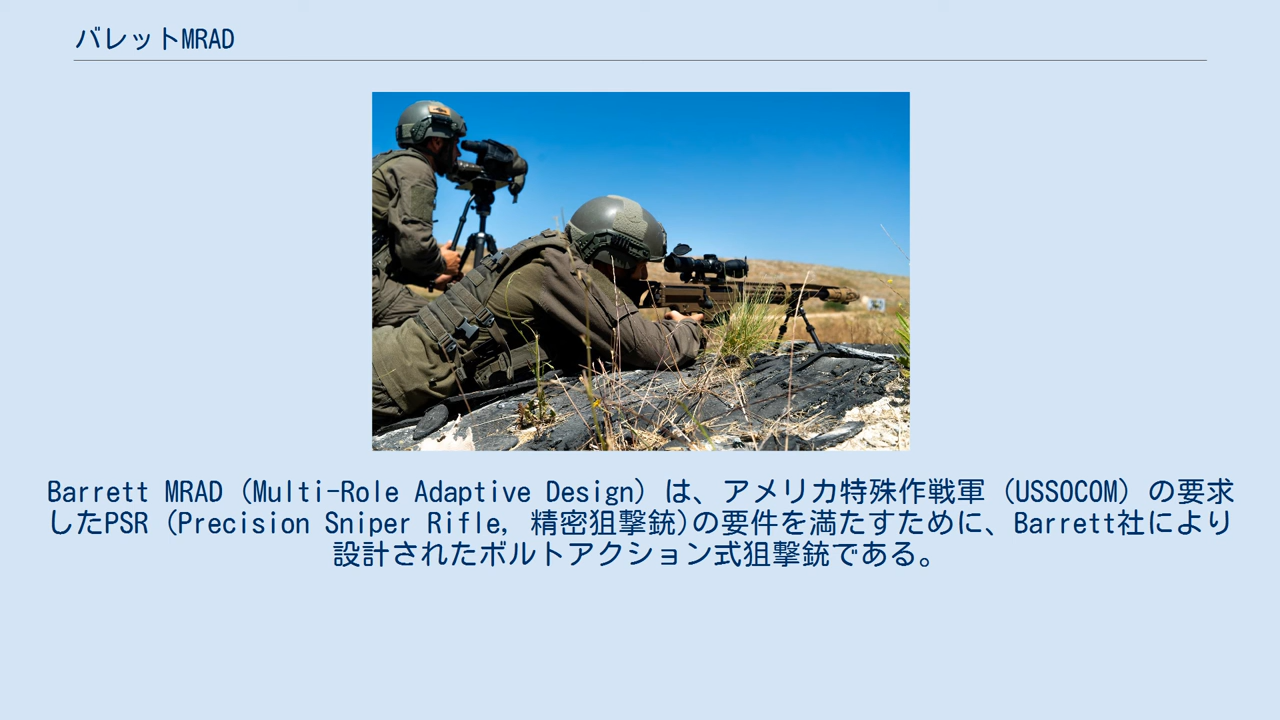 バレットMRAD
Barrett MRAD (Multi-Role Adaptive Design) は、アメリカ特殊作戦軍 (USSOCOM) の要求
したPSR (Precision Sniper Rifle, 精密狙撃銃)の要件を満たすために、Barrett社により
設計されたボルトアクション式狙撃銃である。